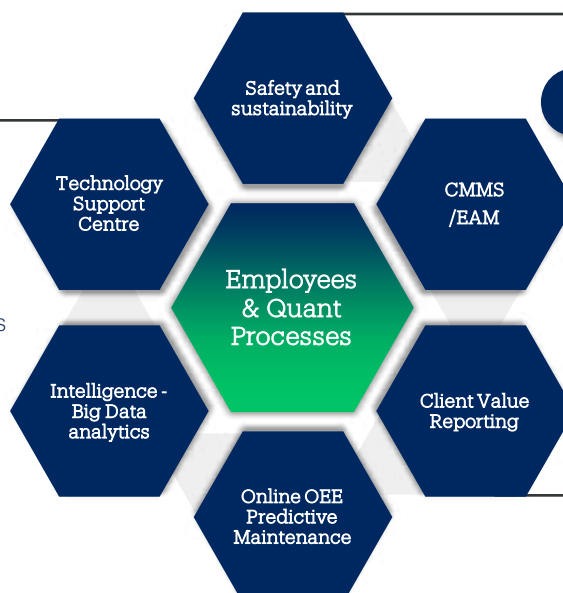 Safety and
sustainability
Technology
Support
Centre
CMMS
/EAM
Employees
& Quant
Processes
s
Intelligence -
Big Data
analytics
Client Value
Reporting
Online OEE
Predictive
Maintenance